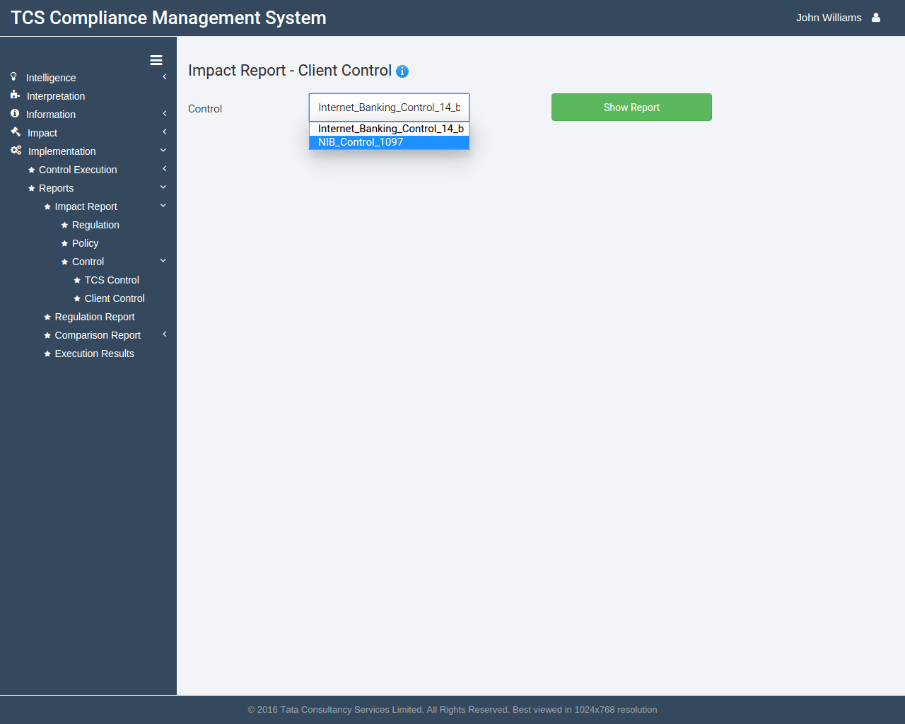 TCS Compliance Management System
John Williams
Intelligence
Interpretation
Information
Impact
Implementation
Control Execution
Reports
Impact Report
Regulation
Policy
Control
TCS Control
Client Control
Regulation Report
Comparison Report
Execution Results
Impact Report - Client Control
Control
Internet_Banking_Control_14_b
Internet_Banking_Control_14_b
NIB_Control_1097
Show Report
© 2016 Tata Consultancy Services Limited. All Rights Reserved. Best viewed in 1024x768 resolution